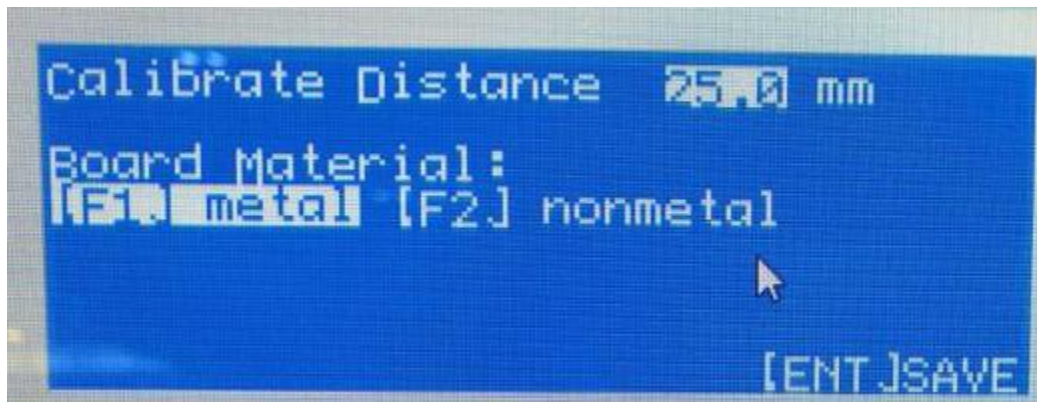 Calibrate Distance 25.0 mm
Board Material:
[F1] metal [F2] nonmetal
[ENT]SAVE